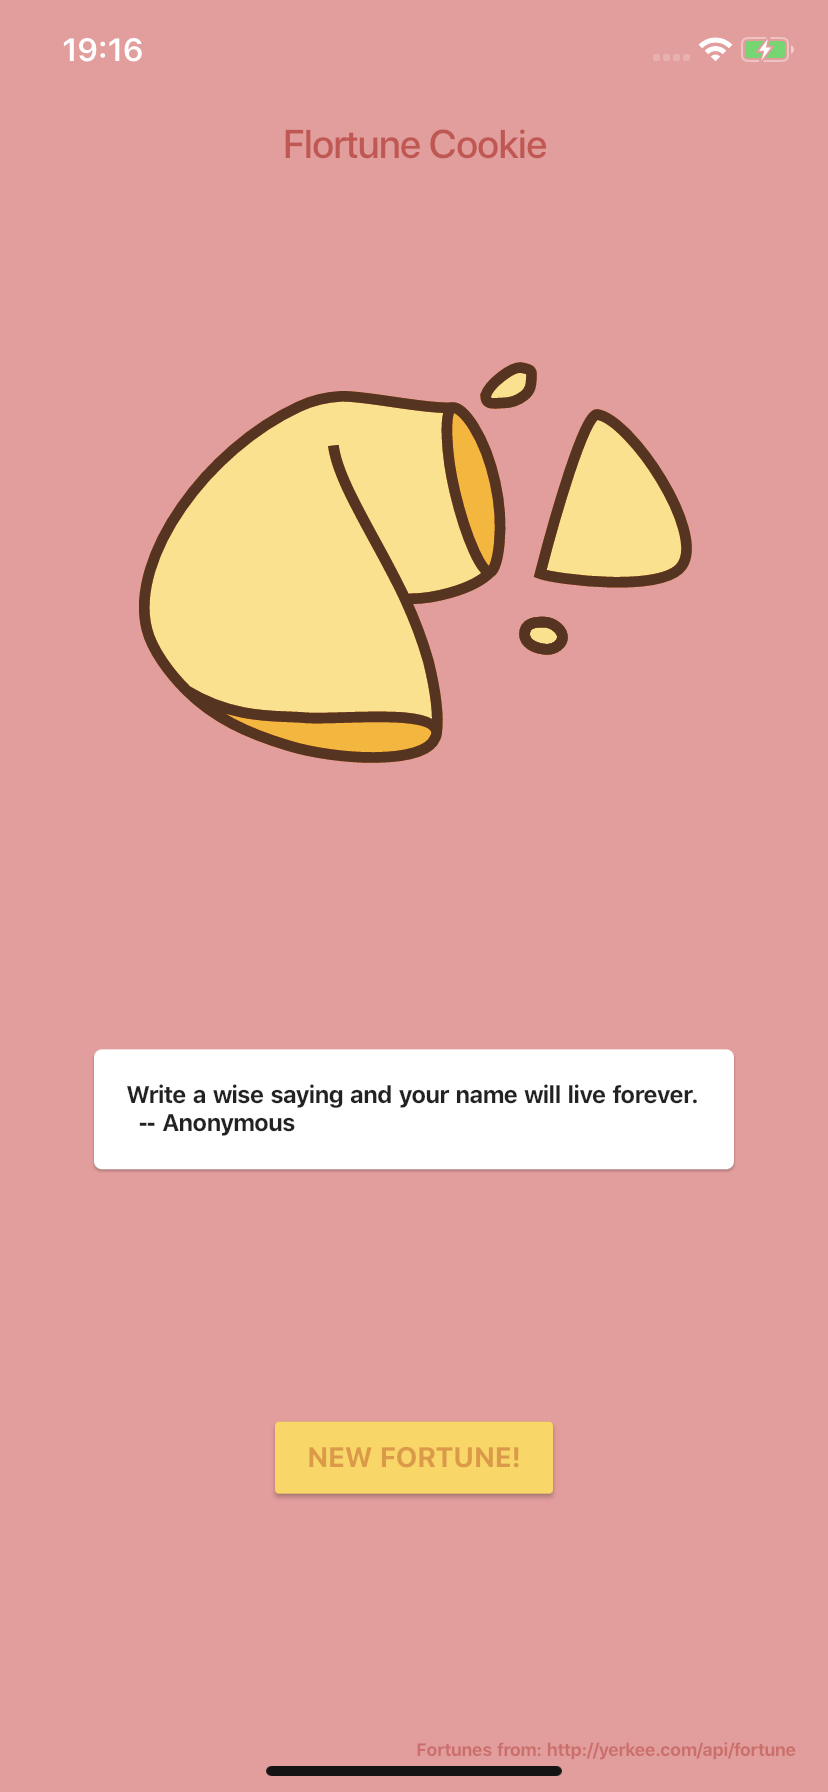 19:16
Flortune Cookie
Write a wise saying and your name will live forever.
-- Anonymous
NEW FORTUNE!
Fortunes from: http://yerkee.com/api/fortune